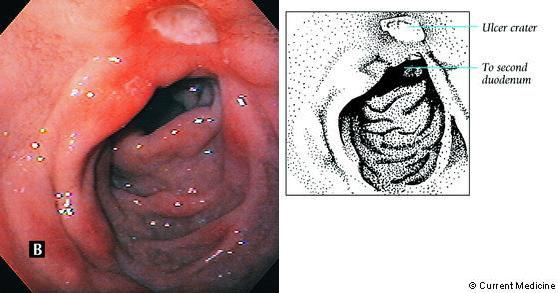 Ulcer crater
To second
duodenum
B
© Current Medicine